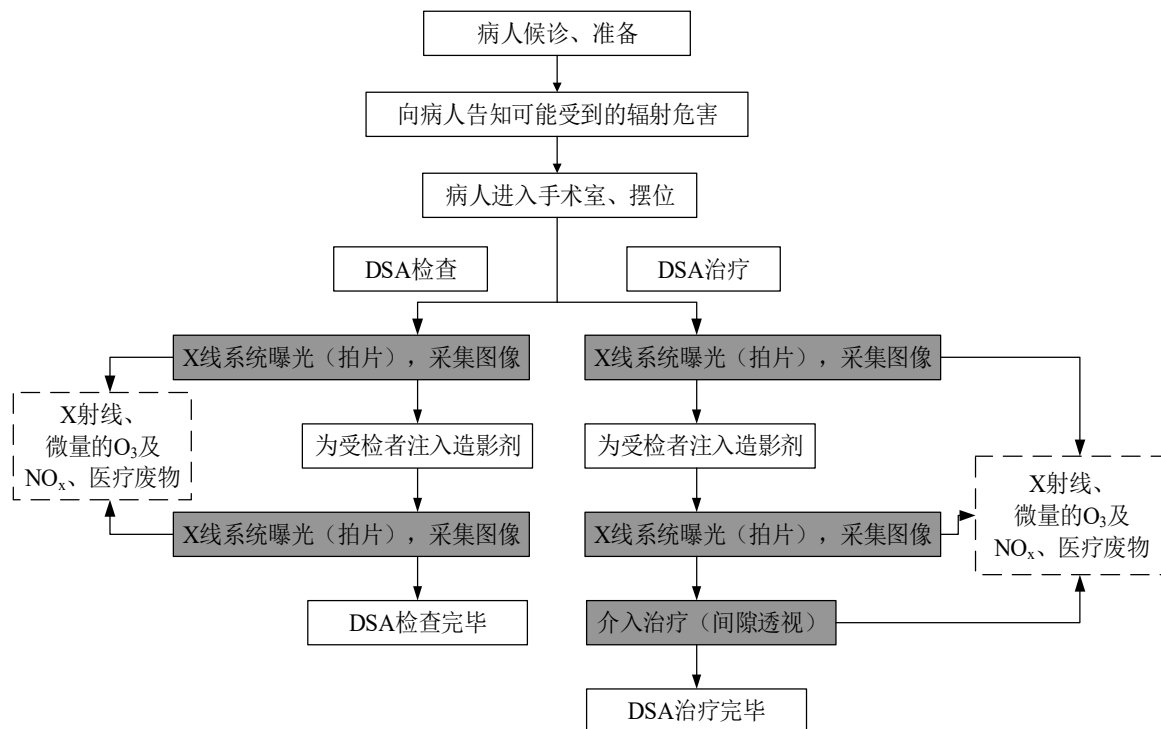 病人候诊、准备
向病人告知可能受到的辐射危害
病人进入手术室、摆位
DSA检查
DSA治疗
X线系统曝光（拍片），采集图像
X线系统曝光（拍片），采集图像
X射线、
微量的O₃及
NOₓ、医疗废物
为受检者注入造影剂
为受检者注入造影剂
X射线、
微量的O₃及
NOₓ、医疗废物
X线系统曝光（拍片），采集图像
X线系统曝光（拍片），采集图像
DSA检查完毕
介入治疗（间隙透视）
DSA治疗完毕